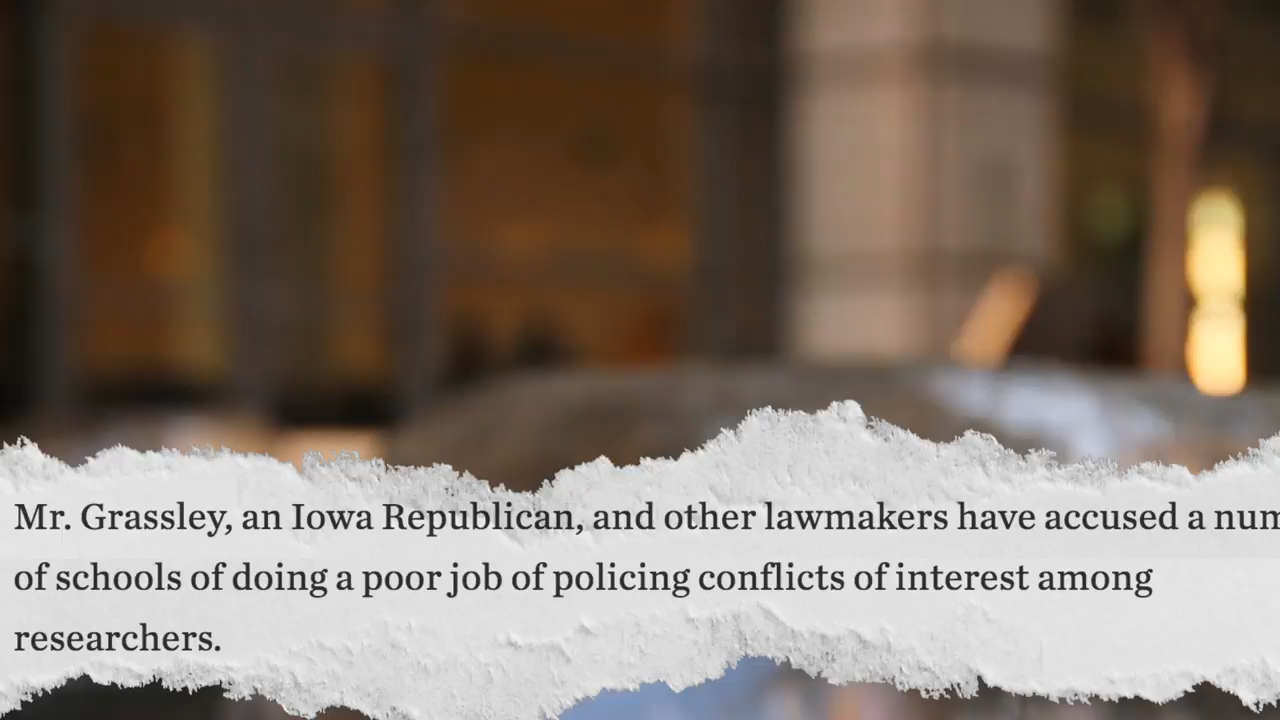 Mr. Grassley, an Iowa Republican, and other lawmakers have accused a
of schools of doing a poor job of policing conflicts of interest among
researchers.